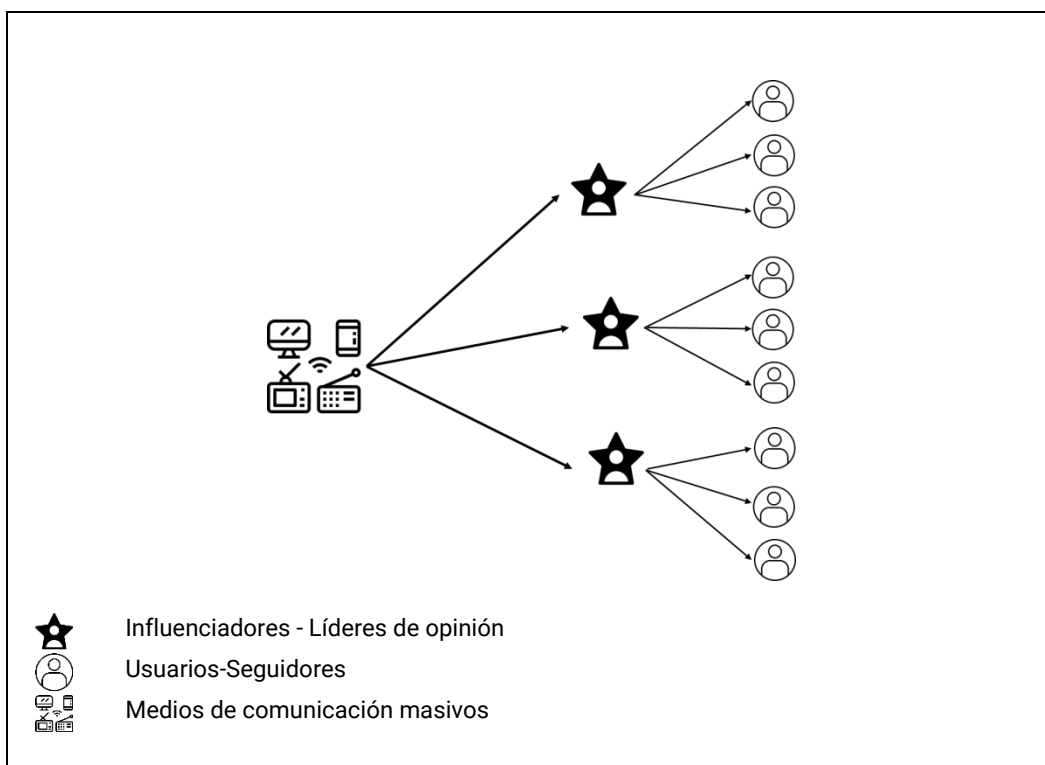 Influenciadores - Líderes de opinión
Usuarios-Seguidores
Medios de comunicación masivos